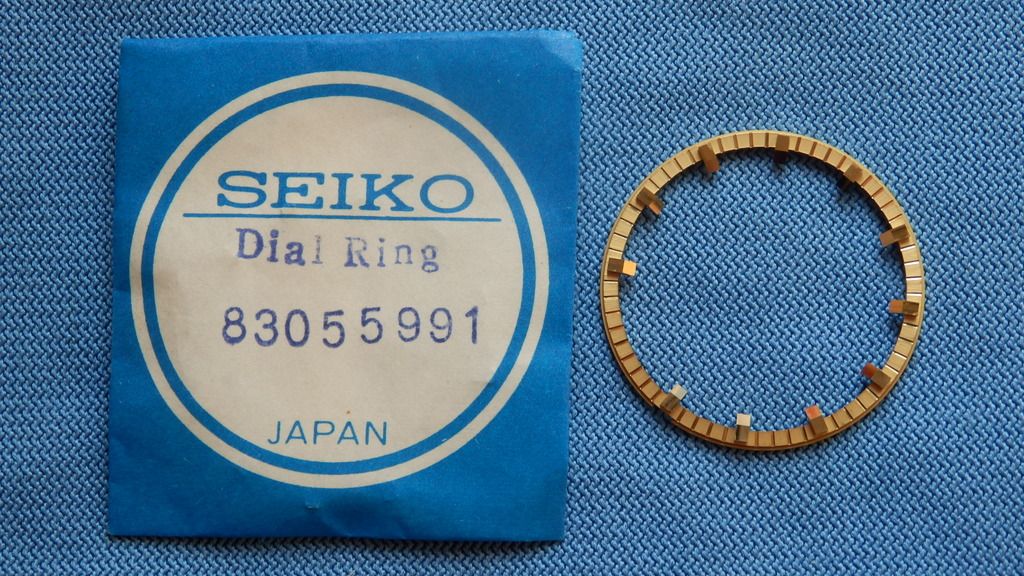 SEIKO
Dial Ring
83055991
JAPAN